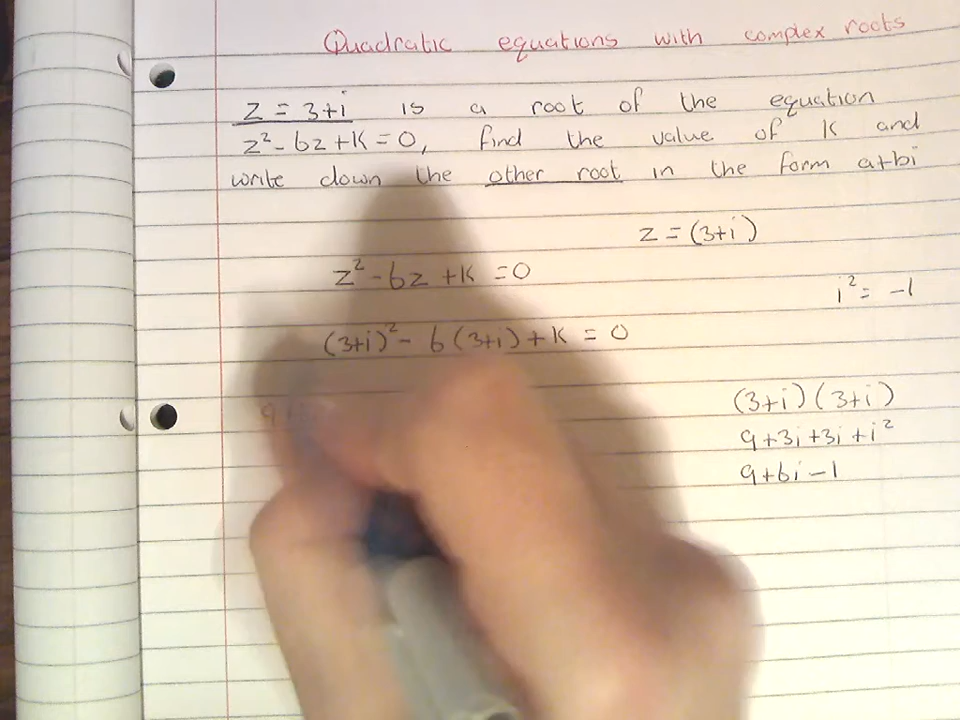 Quadratic equations with complex roots
z = 3+i is a root of the equation
z² - 6z + K = 0, find the value of K and
write down the other root in the form a+bi
z = (3+i)
z² - 6z + K = 0
i² = -1
(3+i)² - 6(3+i) + K = 0
(3+i)(3+i)
9+3i+3i+i²
9+6i-1